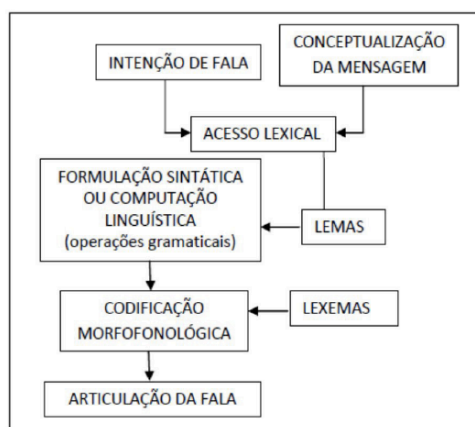 INTENÇÃO DE FALA
CONCEPTUALIZAÇÃO
DA MENSAGEM
ACESSO LEXICAL
FORMULAÇÃO SINTÁTICA
OU COMPUTAÇÃO
LINGUÍSTICA
(operações gramaticais)
LEMAS
CODIFICAÇÃO
MORFOFONOLÓGICA
LEXEMAS
ARTICULAÇÃO DA FALA